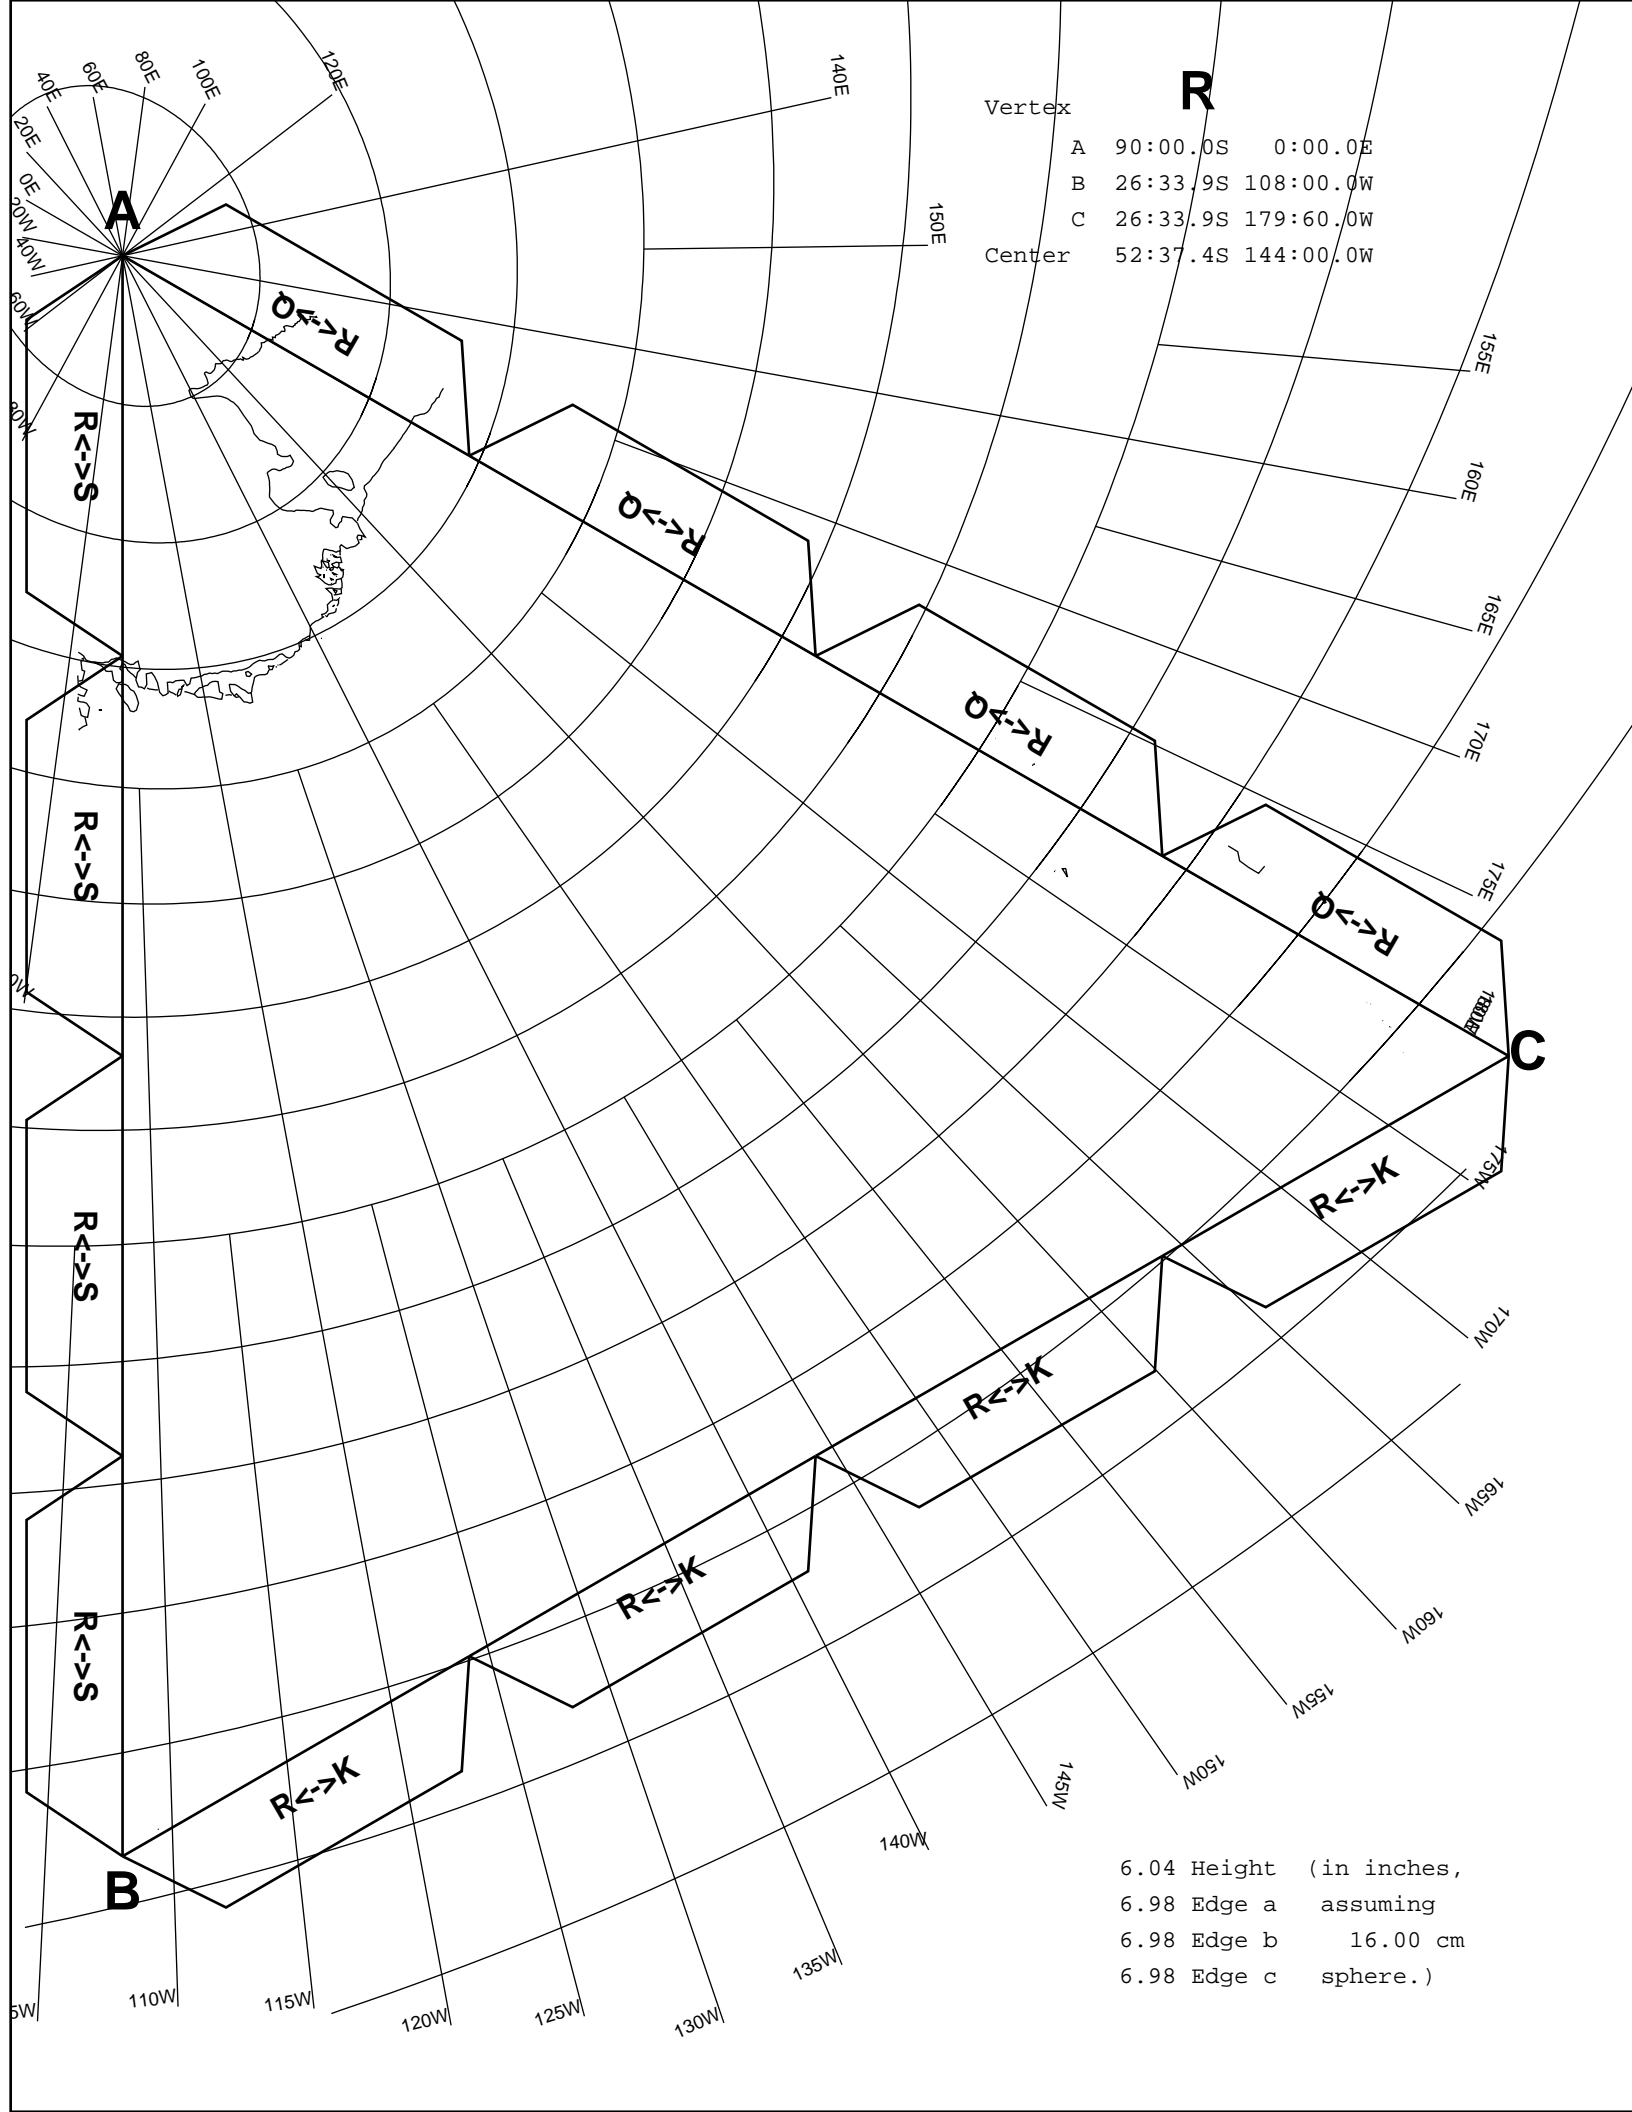 R
Vertex
A 90:00.0S 0:00.0E
B 26:33.9S 108:00.0W
C 26:33.9S 179:60.0W
Center 52:37.4S 144:00.0W
40E
60E
80E
100E
120E
140E
20E
0E
20W
40W
60W
80W
A
150E
155E
160E
165E
170E
175E
R<->Q
R<->Q
R<->Q
R<->Q
R<->S
R<->S
R<->S
R<->S
C
175W
R<->K
R<->K
R<->K
R<->K
170W
165W
160W
155W
150W
145W
140W
135W
130W
125W
120W
115W
110W
5W
0W
B
6.04 Height (in inches,
6.98 Edge a assuming
6.98 Edge b 16.00 cm
6.98 Edge c sphere.)